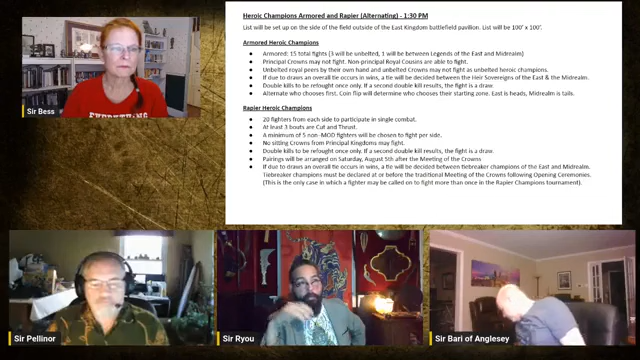 Heroic Champions Armored and Rapier (Alternating) - 1:30 PM
List will be set up on the side of the field outside of the East Kingdom battlefield pavilion. List will be 100' x 100'.
Armored Heroic Champions
• Armored: 15 total fights (3 will be unbelted, 1 will be between Legends of the East and Midrealm)
• Principal Crowns may not fight. Non-principal Royal Cousins are able to fight.
• Unbelted royal peers by their own hand and unbelted Crowns may not fight as unbelted heroic champions.
• If due to draws an overall tie occurs in wins, a tie will be decided between the Heir Sovereigns of the East & the Midrealm.
• Double kills to be refought once only. If a second double kill results, the fight is a draw.
• Alternate who chooses first. Coin flip will determine who chooses their starting zone. East is heads, Midrealm is tails.
Rapier Heroic Champions
• 20 fighters from each side to participate in single combat.
• At least 3 bouts are Cut and Thrust.
• A minimum of 5 non-MOD fighters will be chosen to fight per side.
• No sitting Crowns from Principal Kingdoms may fight.
• Double kills to be refought once only. If a second double kill results, the fight is a draw.
• Pairings will be arranged on Saturday, August 5th after the Meeting of the Crowns
• If due to draws an overall tie occurs in wins, a tie will be decided between tiebreaker champions of the East and Midrealm.
Tiebreaker champions must be declared at or before the traditional Meeting of the Crowns following Opening Ceremonies.
(This is the only case in which a fighter may be called on to fight more than once in the Rapier Champions tournament).
Sir Bess
Sir Pellinor
Sir Ryou
Sir Bari of Anglesey